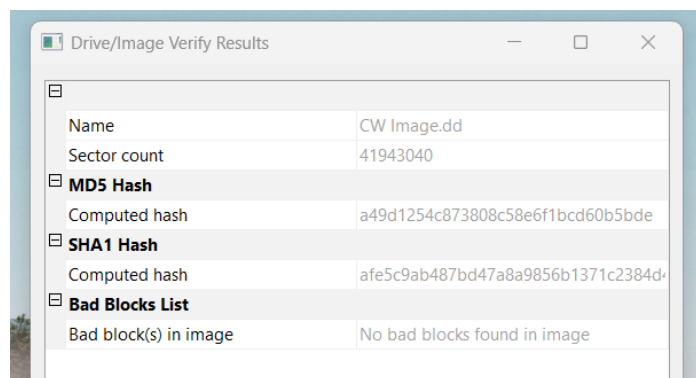 Drive/Image Verify Results
Name CW Image.dd
Sector count 41943040
MD5 Hash
Computed hash a49d1254c873808c58e6f1bcd60b5bde
SHA1 Hash
Computed hash afe5c9ab487bd47a8a9856b1371c2384d
Bad Blocks List
Bad block(s) in image No bad blocks found in image